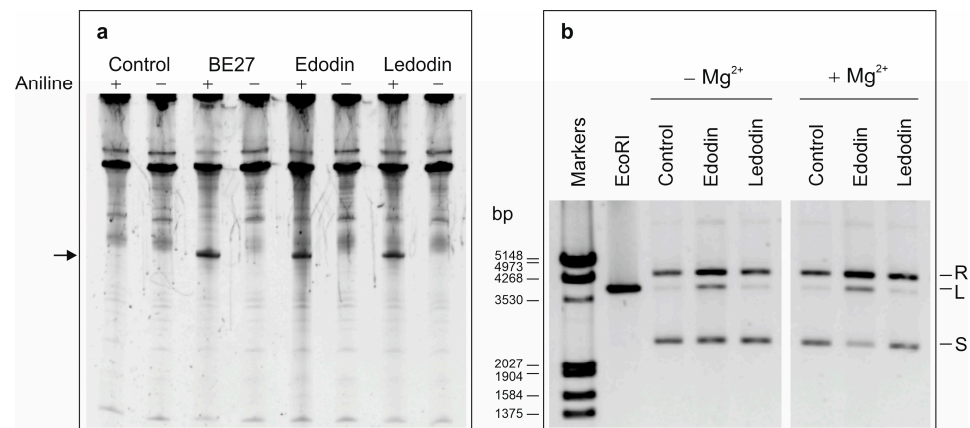 a
Control BE27 Edodin Ledodin
Aniline + − + − + − + −
b
− Mg²⁺ + Mg²⁺
Markers EcoRI Control Edodin Ledodin Control Edodin Ledodin
bp
5148
4973
4268
3530
2027
1904
1584
1375
R
L
S